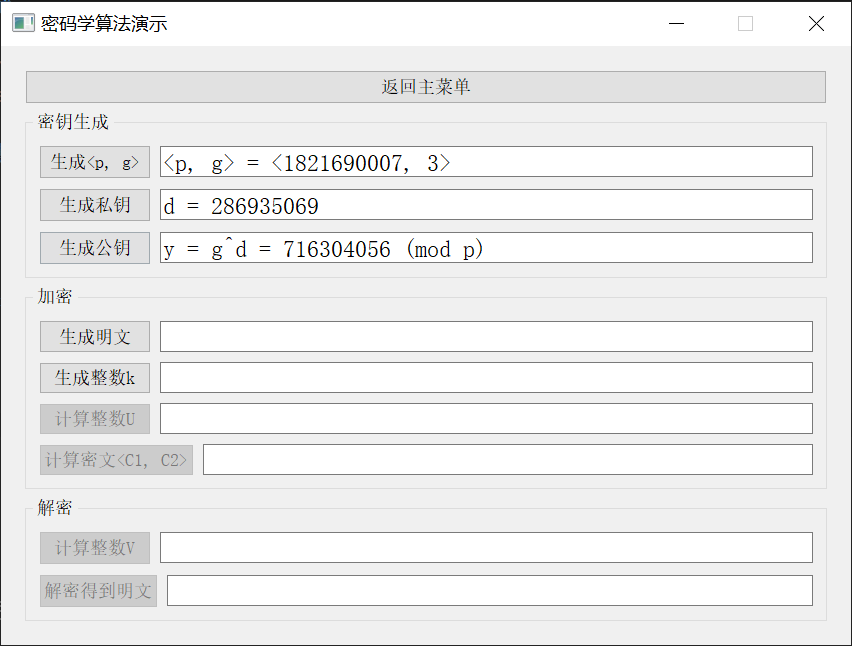 密码学算法演示
返回主菜单
密钥生成
生成<p, g> <p, g> = <1821690007, 3>
生成私钥 d = 286935069
生成公钥 y = g^d = 716304056 (mod p)
加密
生成明文
生成整数k
计算整数U
计算密文<C1, C2>
解密
计算整数V
解密得到明文